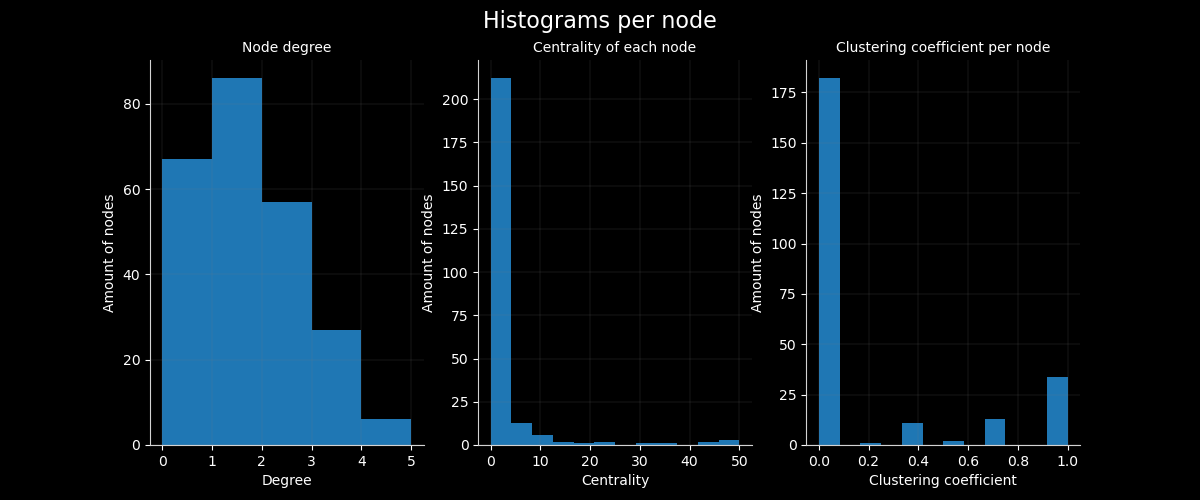 Histograms per node
Node degree
Amount of nodes
80
60
40
20
0
0 1 2 3 4 5
Degree
Centrality of each node
Amount of nodes
200
175
150
125
100
75
50
25
0
0 10 20 30 40 50
Centrality
Clustering coefficient per node
Amount of nodes
175
150
125
100
75
50
25
0
0.0 0.2 0.4 0.6 0.8 1.0
Clustering coefficient